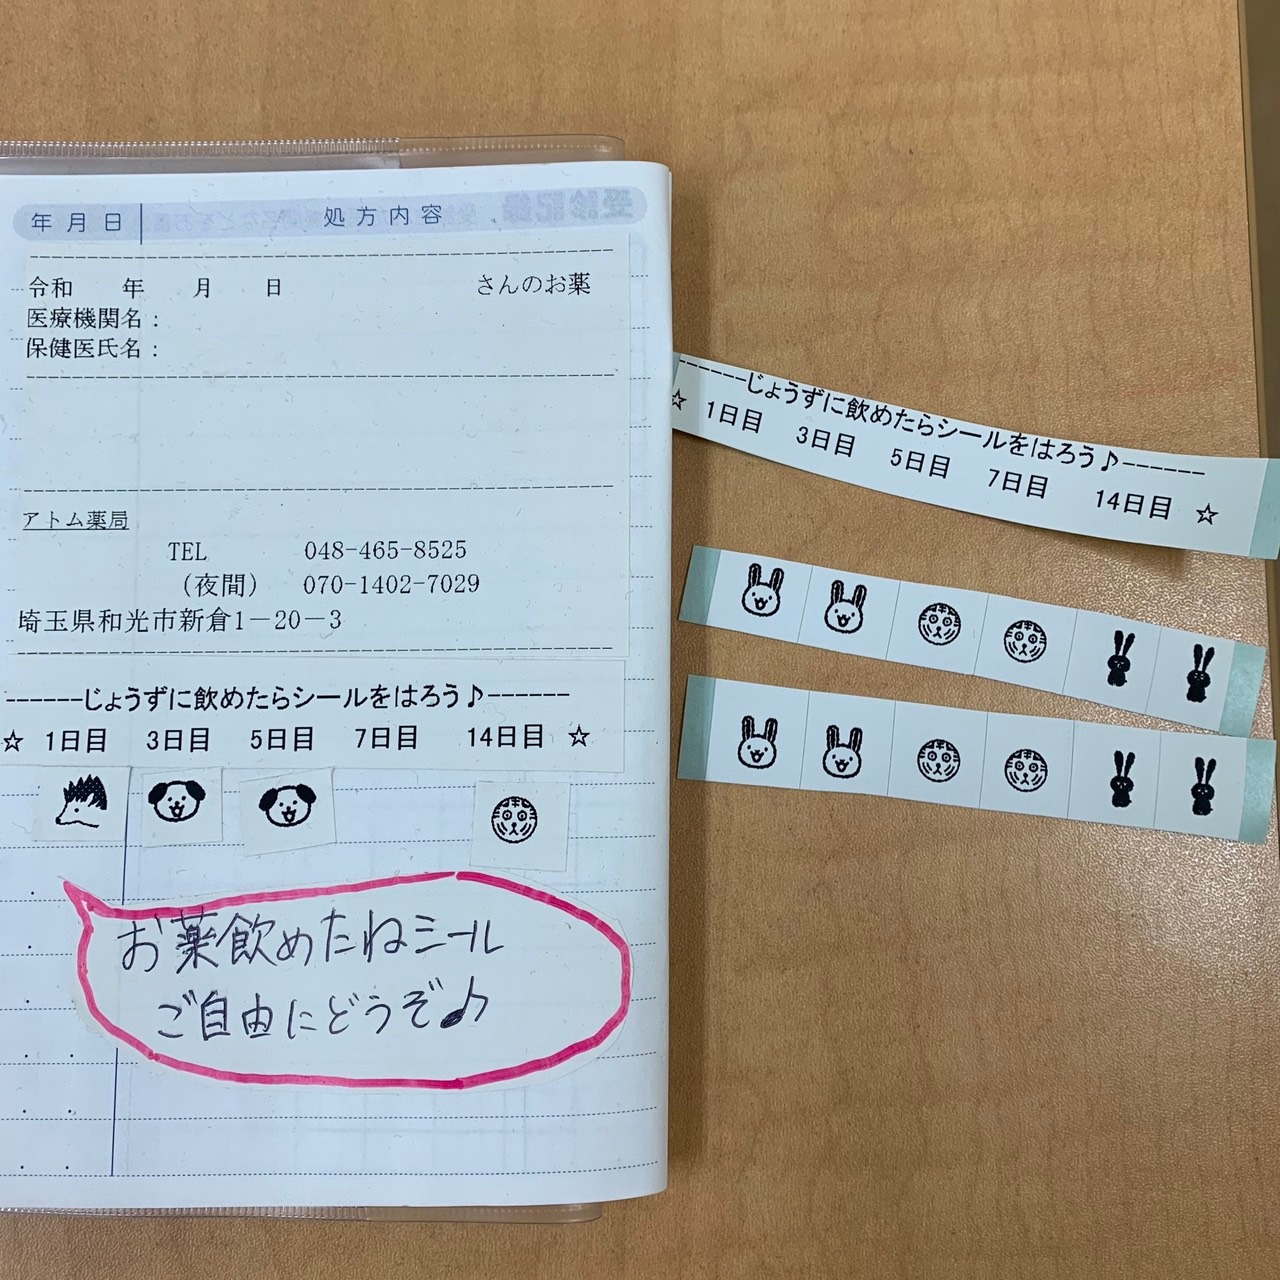 年月日 処方内容
令和 年 月 日 さんのお薬
医療機関名：
保健医氏名：
アトム薬局
TEL 048-465-8525
（夜間） 070-1402-7029
埼玉県和光市新倉1－20－3
------じょうずに飲めたらシールをはろう♪------
☆ 1日目 3日目 5日目 7日目 14日目 ☆
お薬飲めたねシール
ご自由にどうぞ♪
------じょうずに飲めたらシールをはろう♪------
☆ 1日目 3日目 5日目 7日目 14日目 ☆